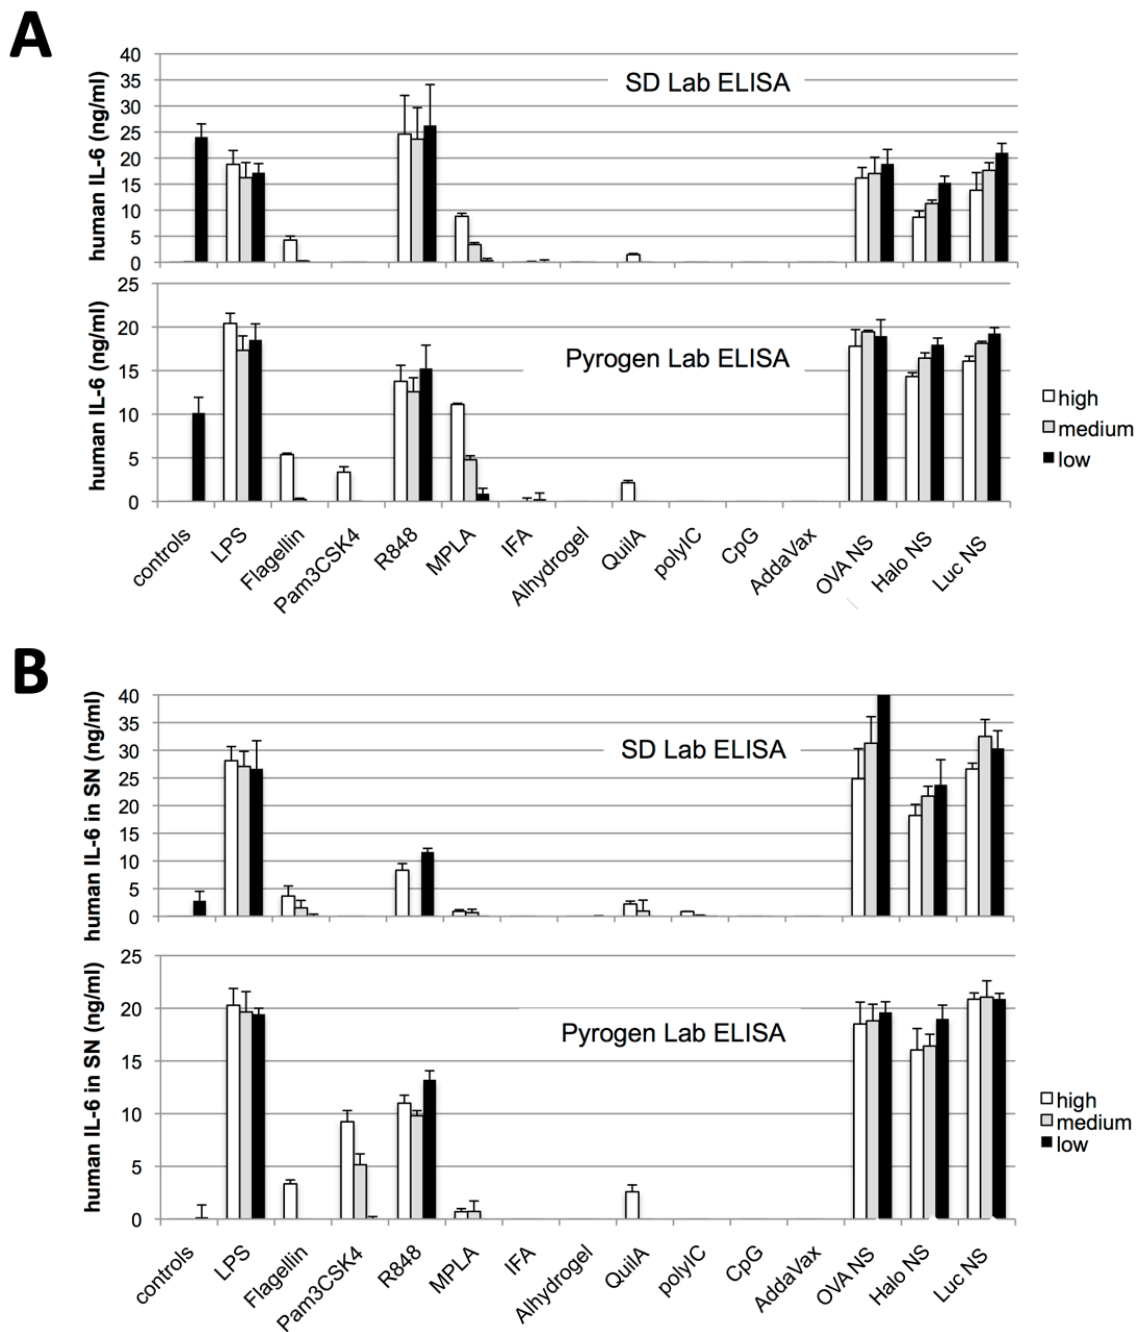 A
human IL-6 (ng/ml)
40
35
30
25
20
15
10
5
0
SD Lab ELISA
human IL-6 (ng/ml)
25
20
15
10
5
0
Pyrogen Lab ELISA
high
medium
low
controls
LPS
Flagellin
Pam3CSK4
R848
MPLA
IFA
Alhydrogel
QuilA
polyIC
CpG
AddaVax
OVA NS
Halo NS
Luc NS
B
human IL-6 in SN (ng/ml)
40
35
30
25
20
15
10
5
0
SD Lab ELISA
human IL-6 in SN (ng/ml)
25
20
15
10
5
0
Pyrogen Lab ELISA
high
medium
low
controls
LPS
Flagellin
Pam3CSK4
R848
MPLA
IFA
Alhydrogel
QuilA
polyIC
CpG
AddaVax
OVA NS
Halo NS
Luc NS